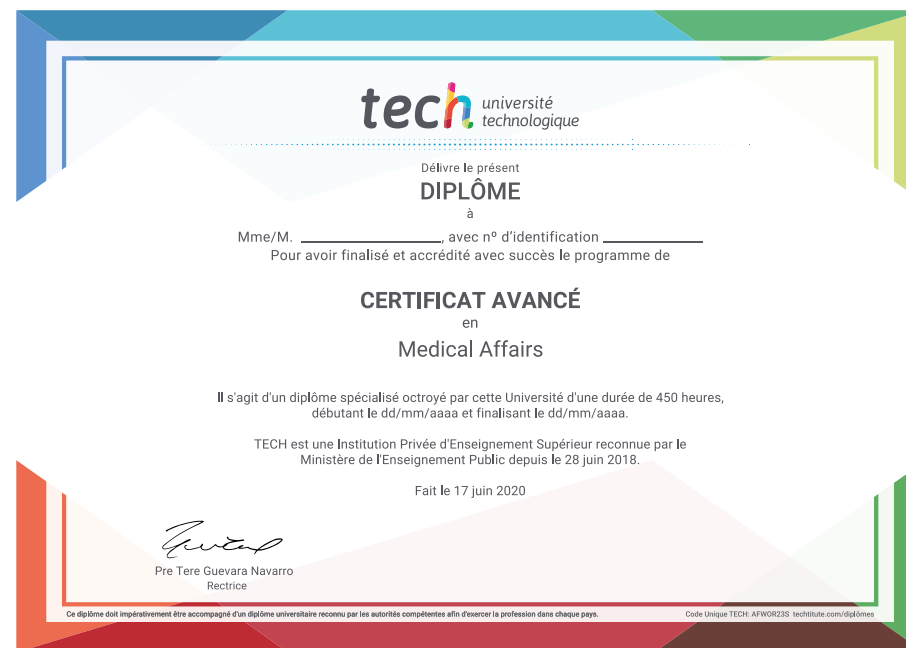 tech université
technologique
Délivre le présent
DIPLÔME
à
Mme/M. ____________________, avec nº d'identification ______________
Pour avoir finalisé et accrédité avec succès le programme de
CERTIFICAT AVANCÉ
en
Medical Affairs
Il s'agit d'un diplôme spécialisé octroyé par cette Université d'une durée de 450 heures,
débutant le dd/mm/aaaa et finalisant le dd/mm/aaaa.
TECH est une Institution Privée d'Enseignement Supérieur reconnue par le
Ministère de l'Enseignement Public depuis le 28 juin 2018.
Fait le 17 juin 2020
Pre Tere Guevara Navarro
Rectrice
Ce diplôme doit impérativement être accompagné d'un diplôme universitaire reconnu par les autorités compétentes afin d'exercer la profession dans chaque pays.
Code Unique TECH: AFWOR23S techtitute.com/diplômes